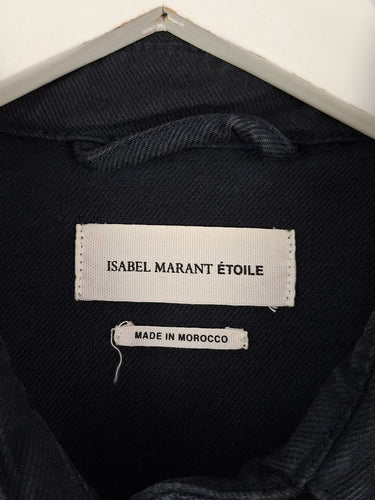 ISABEL MARANT ÉTOILE
MADE IN MOROCCO